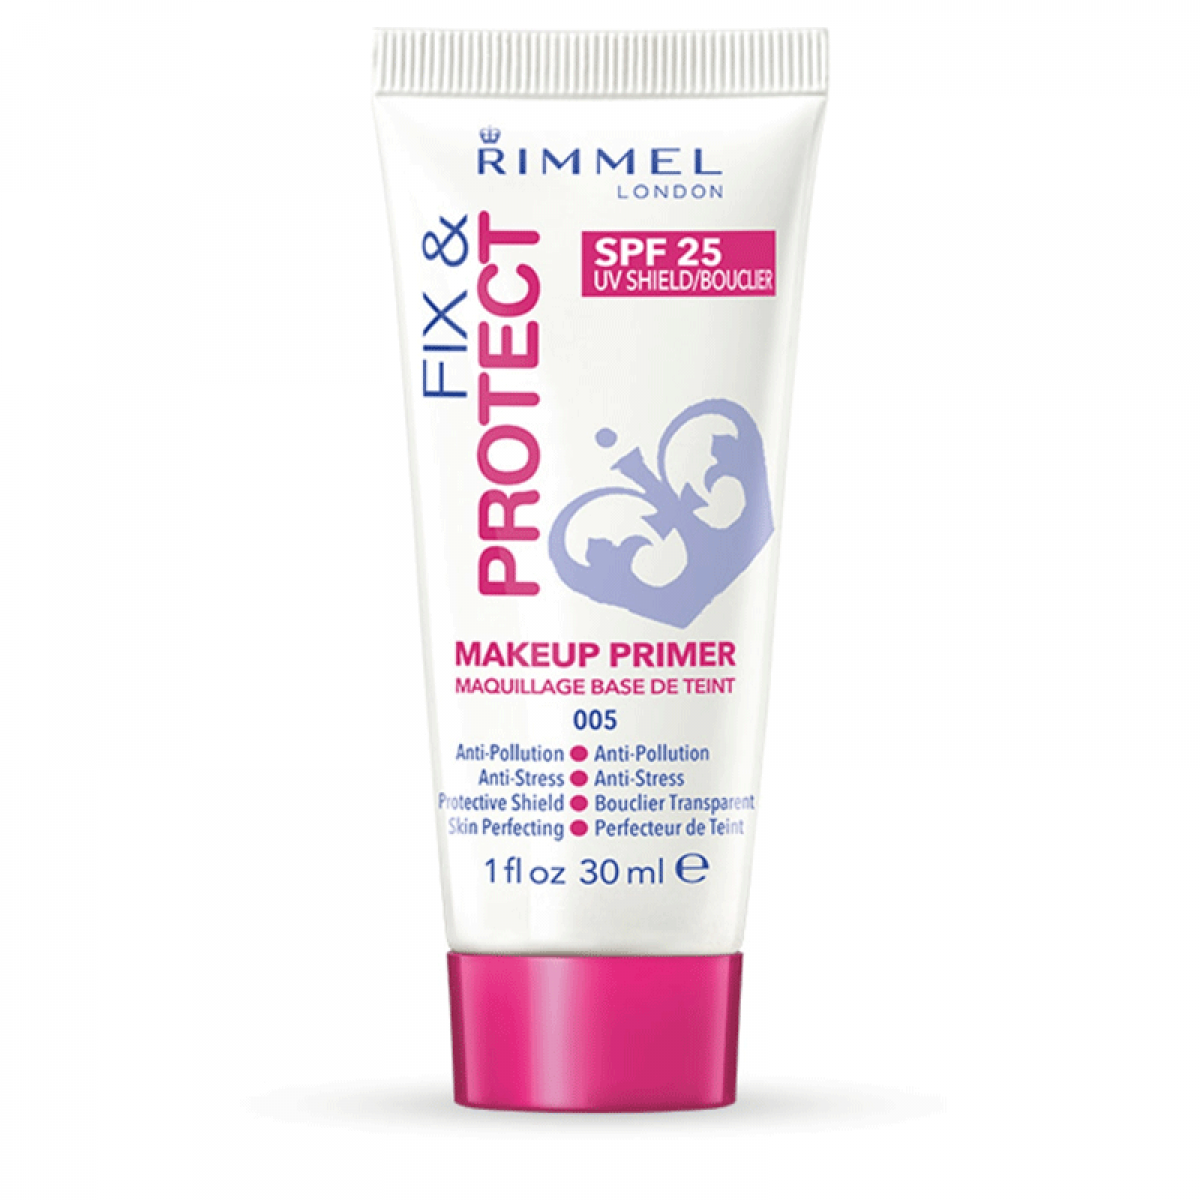 RIMMEL
LONDON
FIX &
PROTECT
SPF 25
UV SHIELD/BOUCLIER
MAKEUP PRIMER
MAQUILLAGE BASE DE TEINT
005
Anti-Pollution ● Anti-Pollution
Anti-Stress ● Anti-Stress
Protective Shield ● Bouclier Transparent
Skin Perfecting ● Perfecteur de Teint
1 fl oz 30 ml ℮